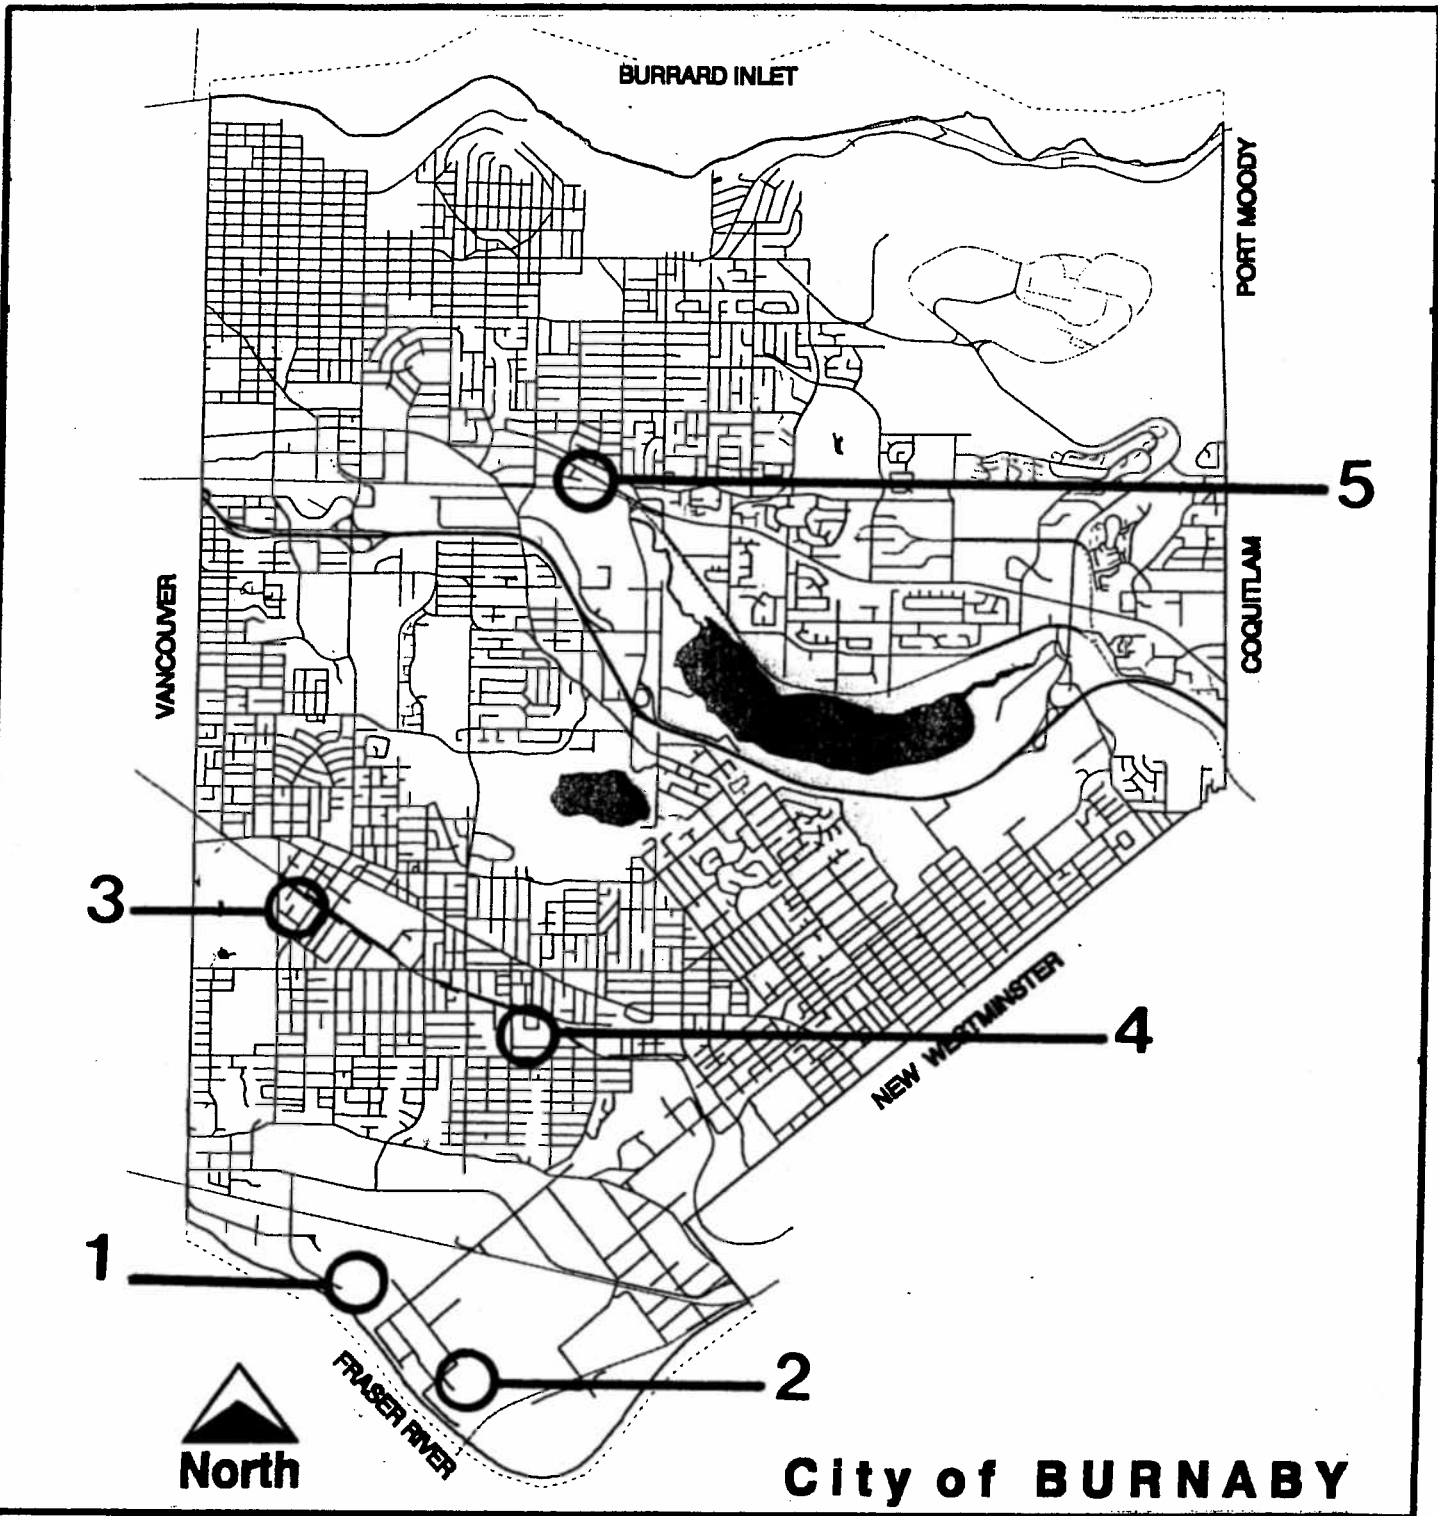 BURRARD INLET
PORT MOODY
5
VANCOUVER
COQUITLAM
3
4
NEW WESTMINSTER
1
2
FRASER RIVER
North
City of BURNABY